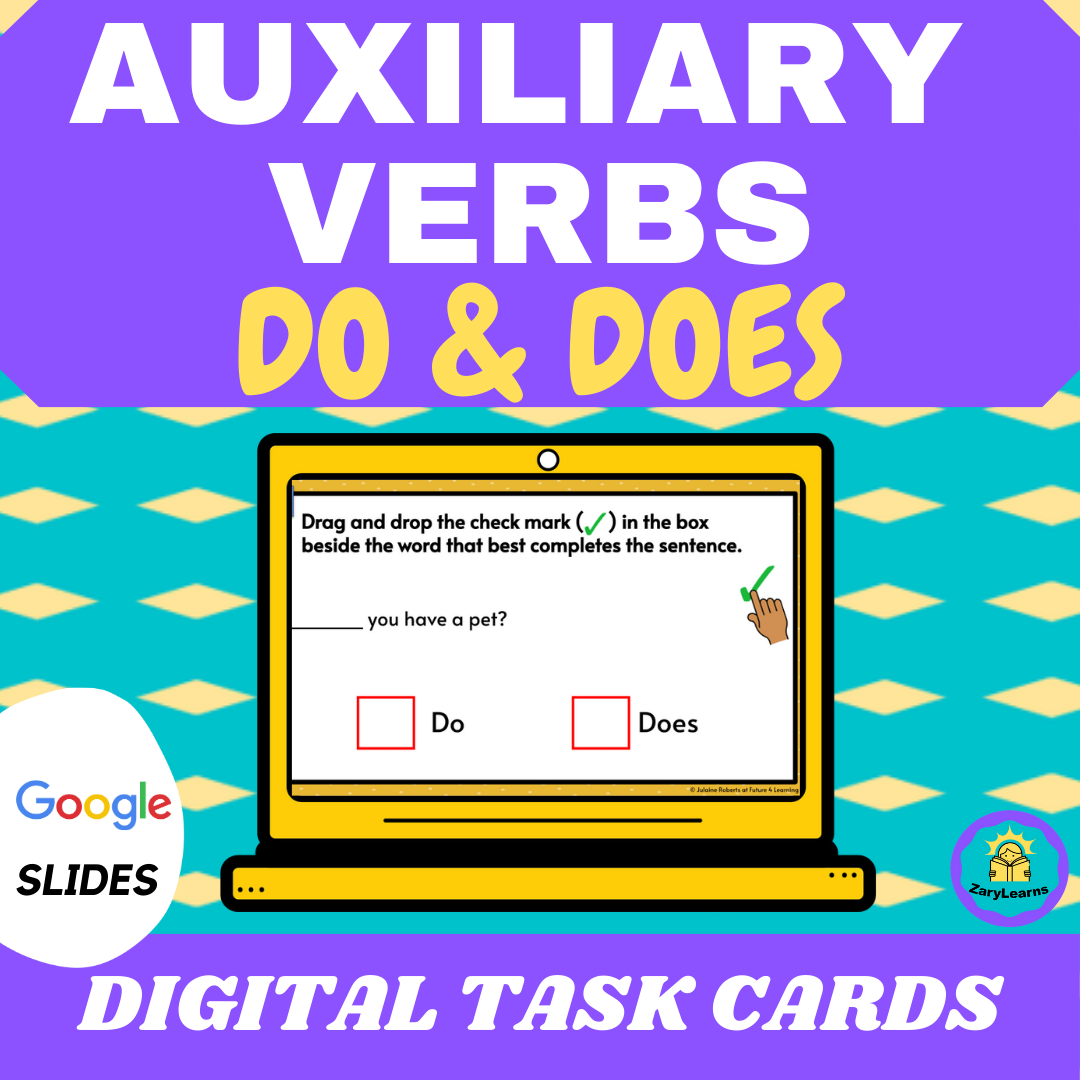 AUXILIARY
VERBS
DO & DOES
Drag and drop the check mark (✓) in the box
beside the word that best completes the sentence.
________ you have a pet?
Do
Does
© Julaine Roberts at Future 4 Learning
Google
SLIDES
ZaryLearns
DIGITAL TASK CARDS